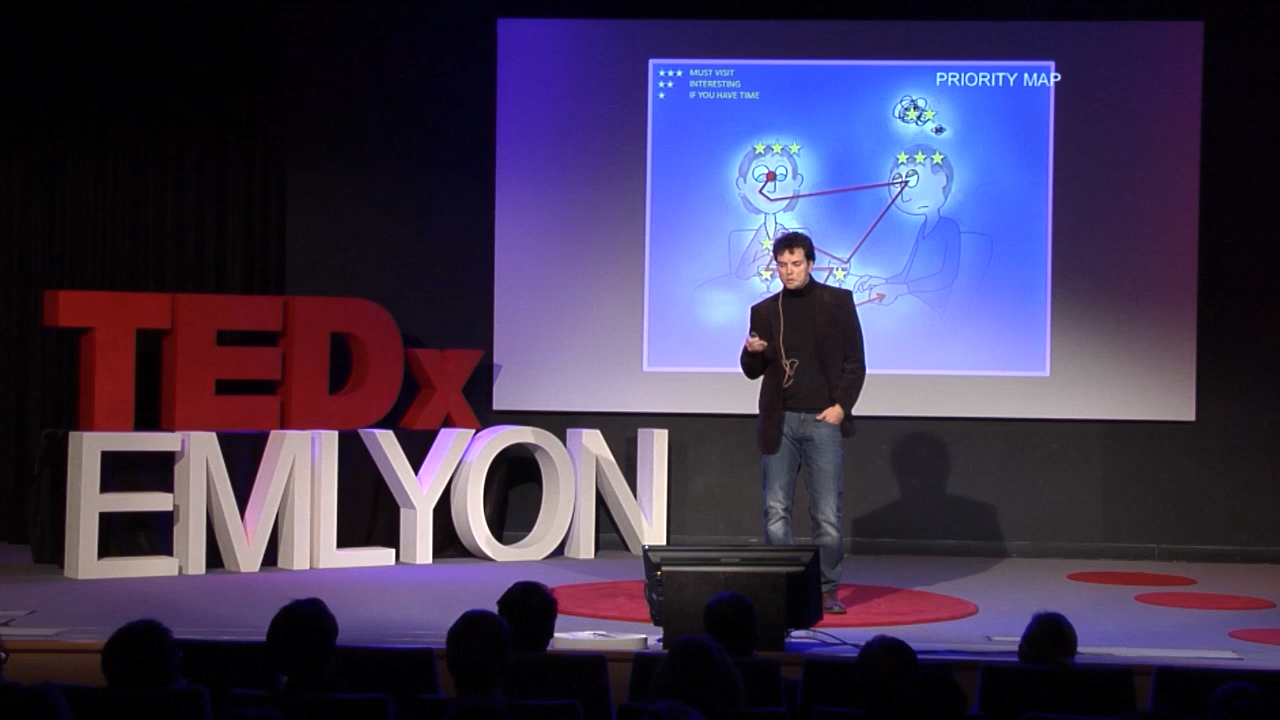 ★★★ MUST VISIT
★★ INTERESTING
★ IF YOU HAVE TIME
PRIORITY MAP
TEDx
EMLYON